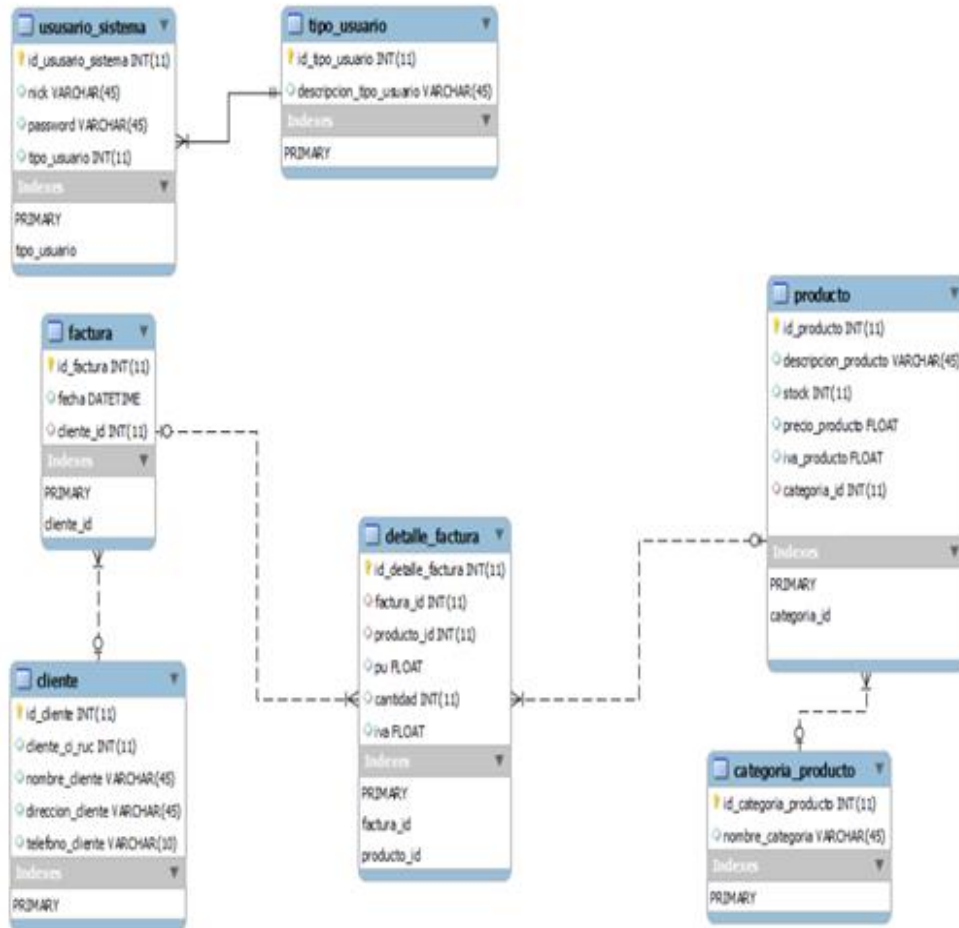 ususario_sistema
id_ususario_sistema INT(11)
nick VARCHAR(45)
password VARCHAR(45)
tipo_usuario INT(11)
Indexes
PRIMARY
tipo_usuario
tipo_usuario
id_tipo_usuario INT(11)
descripcion_tipo_usuario VARCHAR(45)
Indexes
PRIMARY
factura
id_factura INT(11)
fecha DATETIME
cliente_id INT(11)
Indexes
PRIMARY
cliente_id
producto
id_producto INT(11)
descripcion_producto VARCHAR(45)
stock INT(11)
precio_producto FLOAT
iva_producto FLOAT
categoria_id INT(11)
Indexes
PRIMARY
categoria_id
detalle_factura
id_detalle_factura INT(11)
factura_id INT(11)
producto_id INT(11)
pu FLOAT
cantidad INT(11)
iva FLOAT
Indexes
PRIMARY
factura_id
producto_id
cliente
id_cliente INT(11)
cliente_ci_ruc INT(11)
nombre_cliente VARCHAR(45)
direccion_cliente VARCHAR(45)
telefono_cliente VARCHAR(10)
Indexes
PRIMARY
categoria_producto
id_categoria_producto INT(11)
nombre_categoria VARCHAR(45)
Indexes
PRIMARY